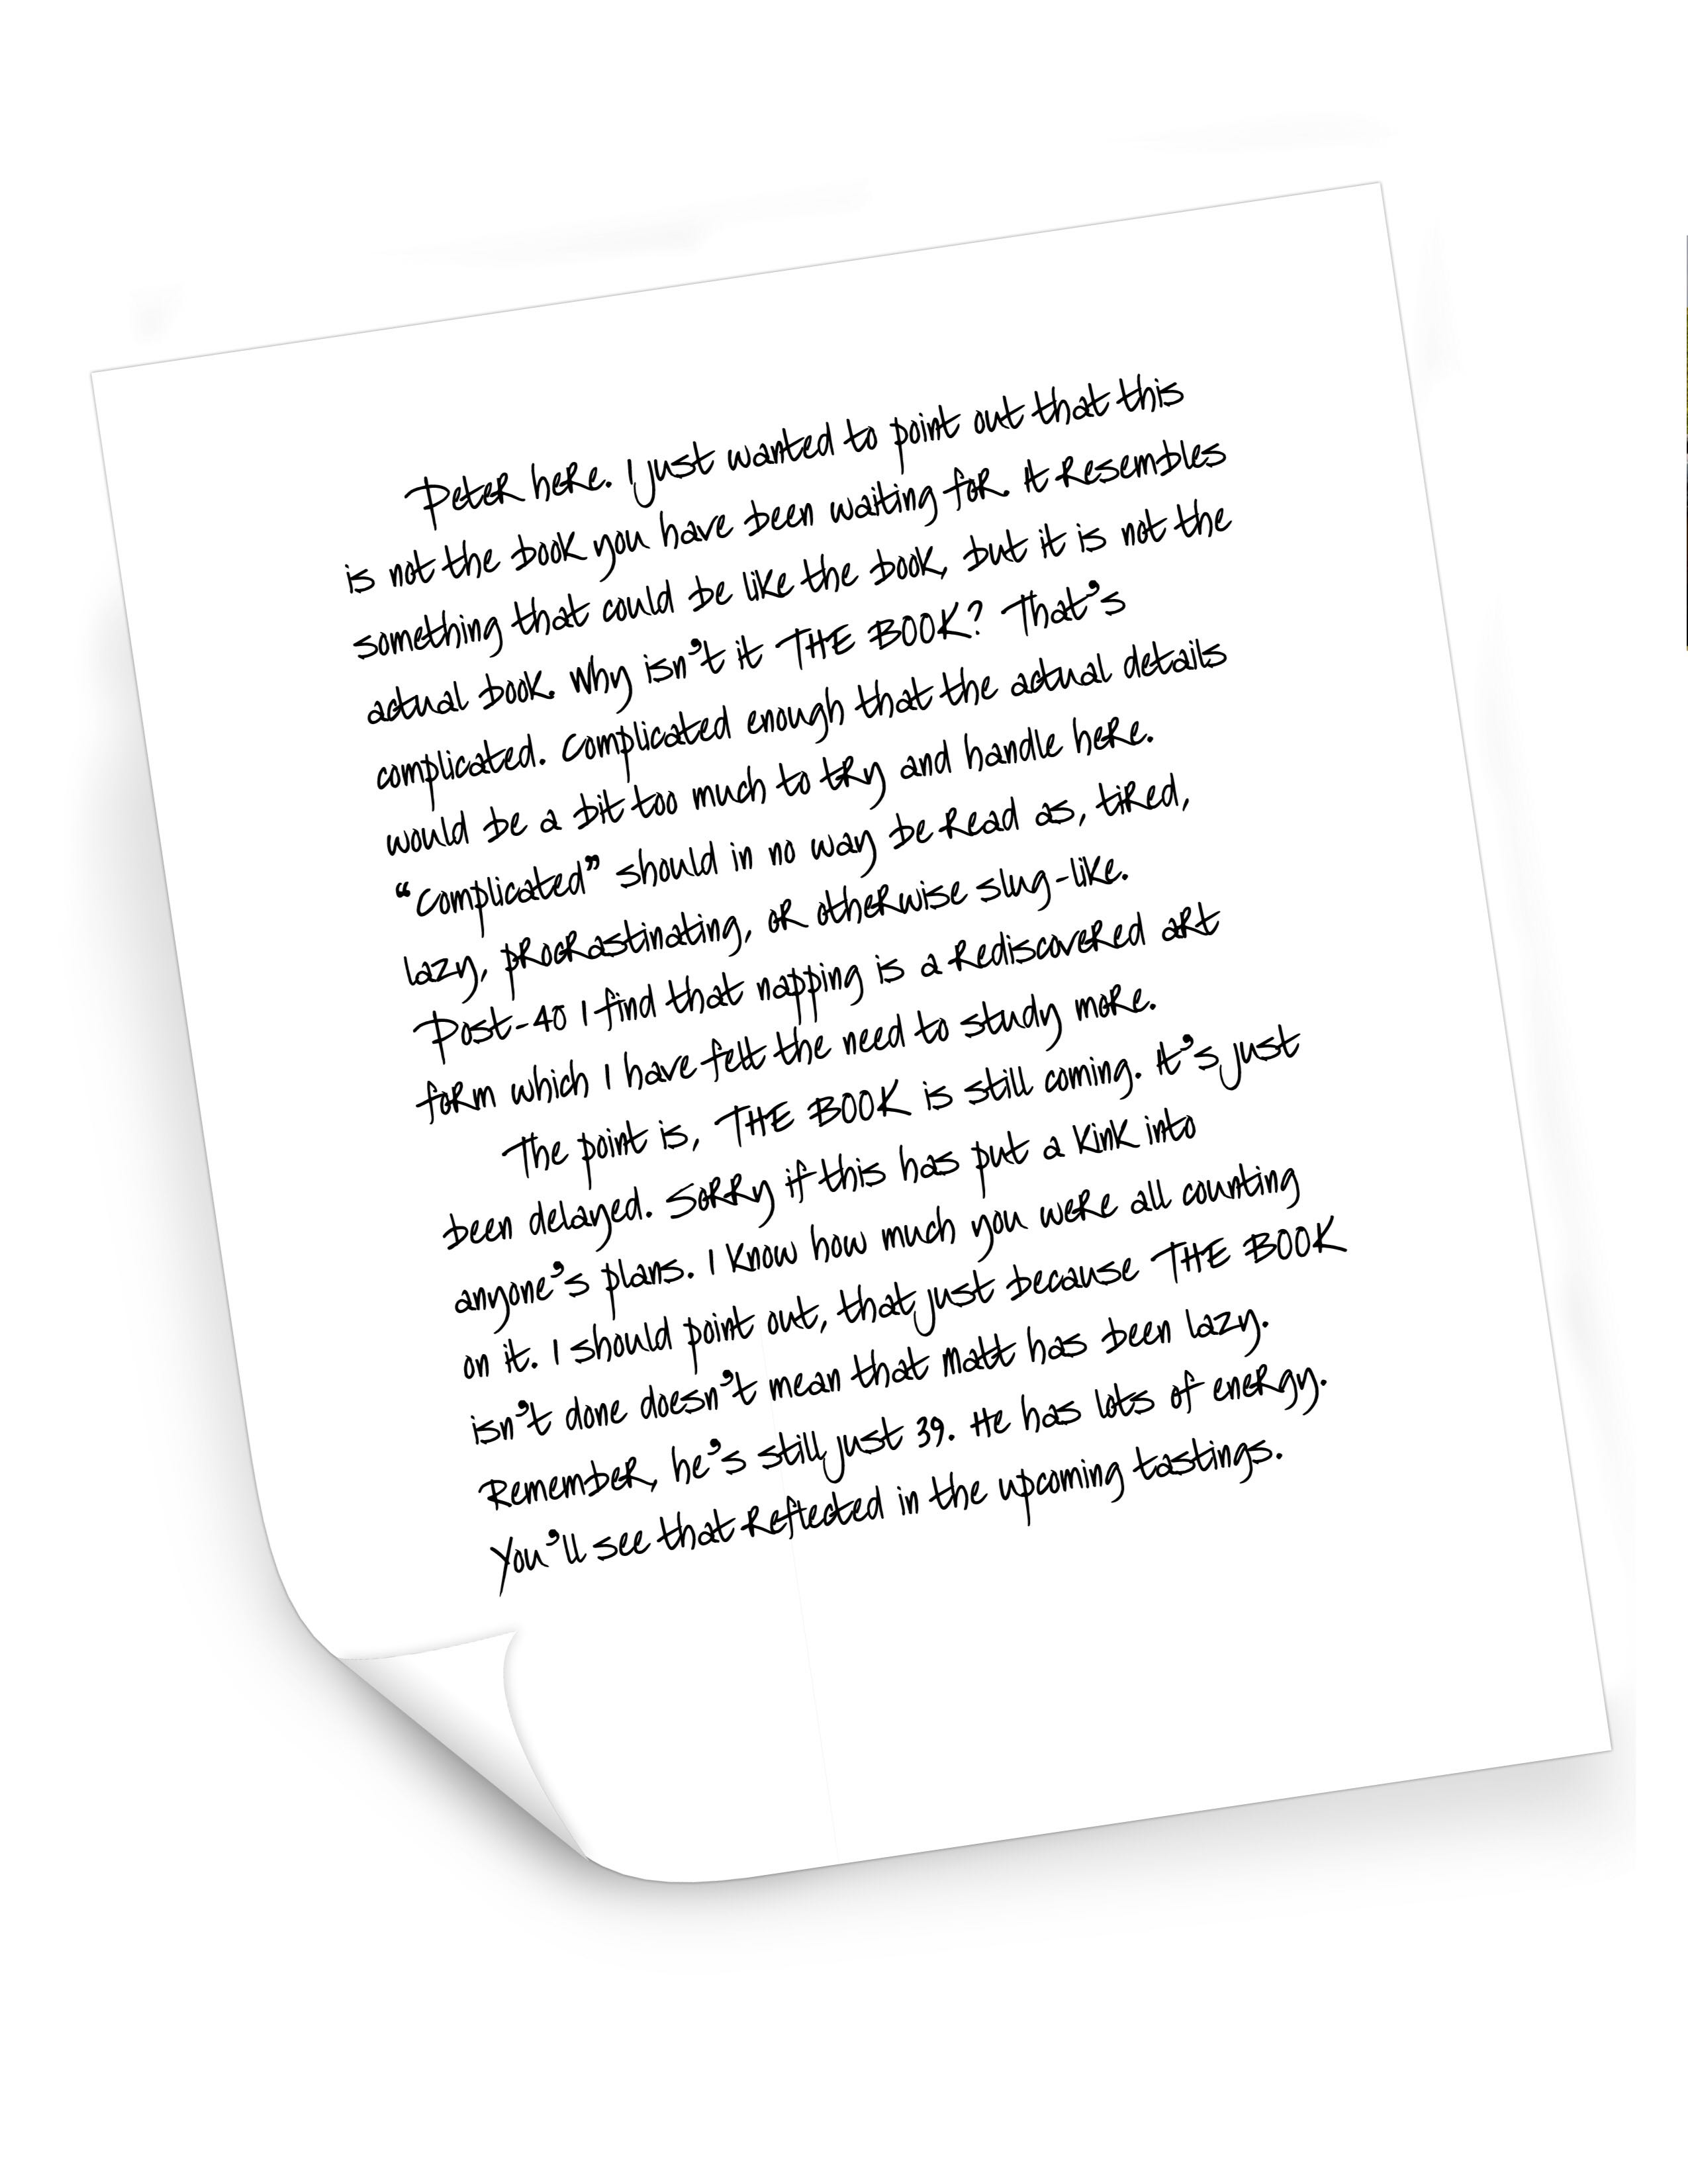 Peter here. I just wanted to point out that this
is not the book you have been waiting for. It resembles
something that could be like the book, but it is not the
actual book. Why isn't it THE BOOK? That's
complicated. Complicated enough that the actual details
would be a bit too much to try and handle here.
“Complicated” should in no way be read as, tired,
lazy, procrastinating, or otherwise slug-like.
Post-40 I find that napping is a rediscovered art
form which I have felt the need to study more.
The point is, THE BOOK is still coming. It's just
been delayed. Sorry if this has put a kink into
anyone's plans. I know how much you were all counting
on it. I should point out, that just because THE BOOK
isn't done doesn't mean that Matt has been lazy.
Remember, he's still just 39. He has lots of energy.
You'll see that reflected in the upcoming tastings.